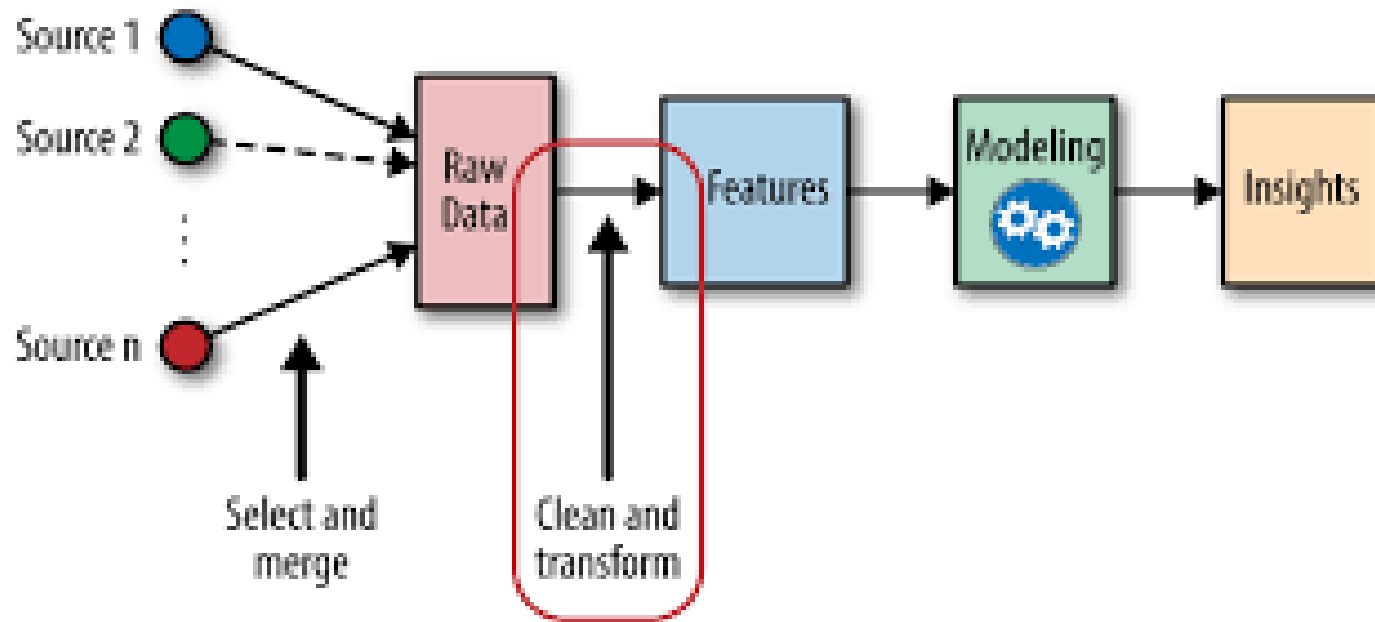 Source 1
Source 2
Source n
Raw
Data
Features
Modeling
Insights
Select and
merge
Clean and
transform